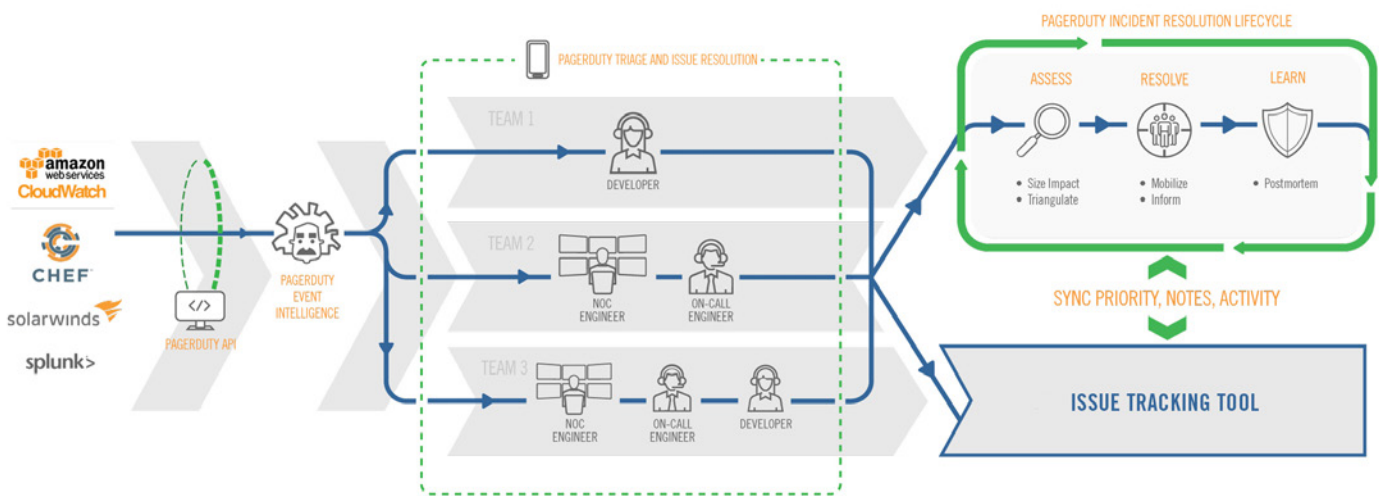 PAGERDUTY INCIDENT RESOLUTION LIFECYCLE
PAGERDUTY TRIAGE AND ISSUE RESOLUTION
amazon
webservices
CloudWatch
CHEF
solarwinds
splunk>
</>
PAGERDUTY API
PAGERDUTY
EVENT
INTELLIGENCE
TEAM 1
DEVELOPER
TEAM 2
NOC
ENGINEER
ON-CALL
ENGINEER
TEAM 3
NOC
ENGINEER
ON-CALL
ENGINEER
DEVELOPER
ASSESS
• Size Impact
• Triangulate
RESOLVE
• Mobilize
• Inform
LEARN
• Postmortem
SYNC PRIORITY, NOTES, ACTIVITY
ISSUE TRACKING TOOL